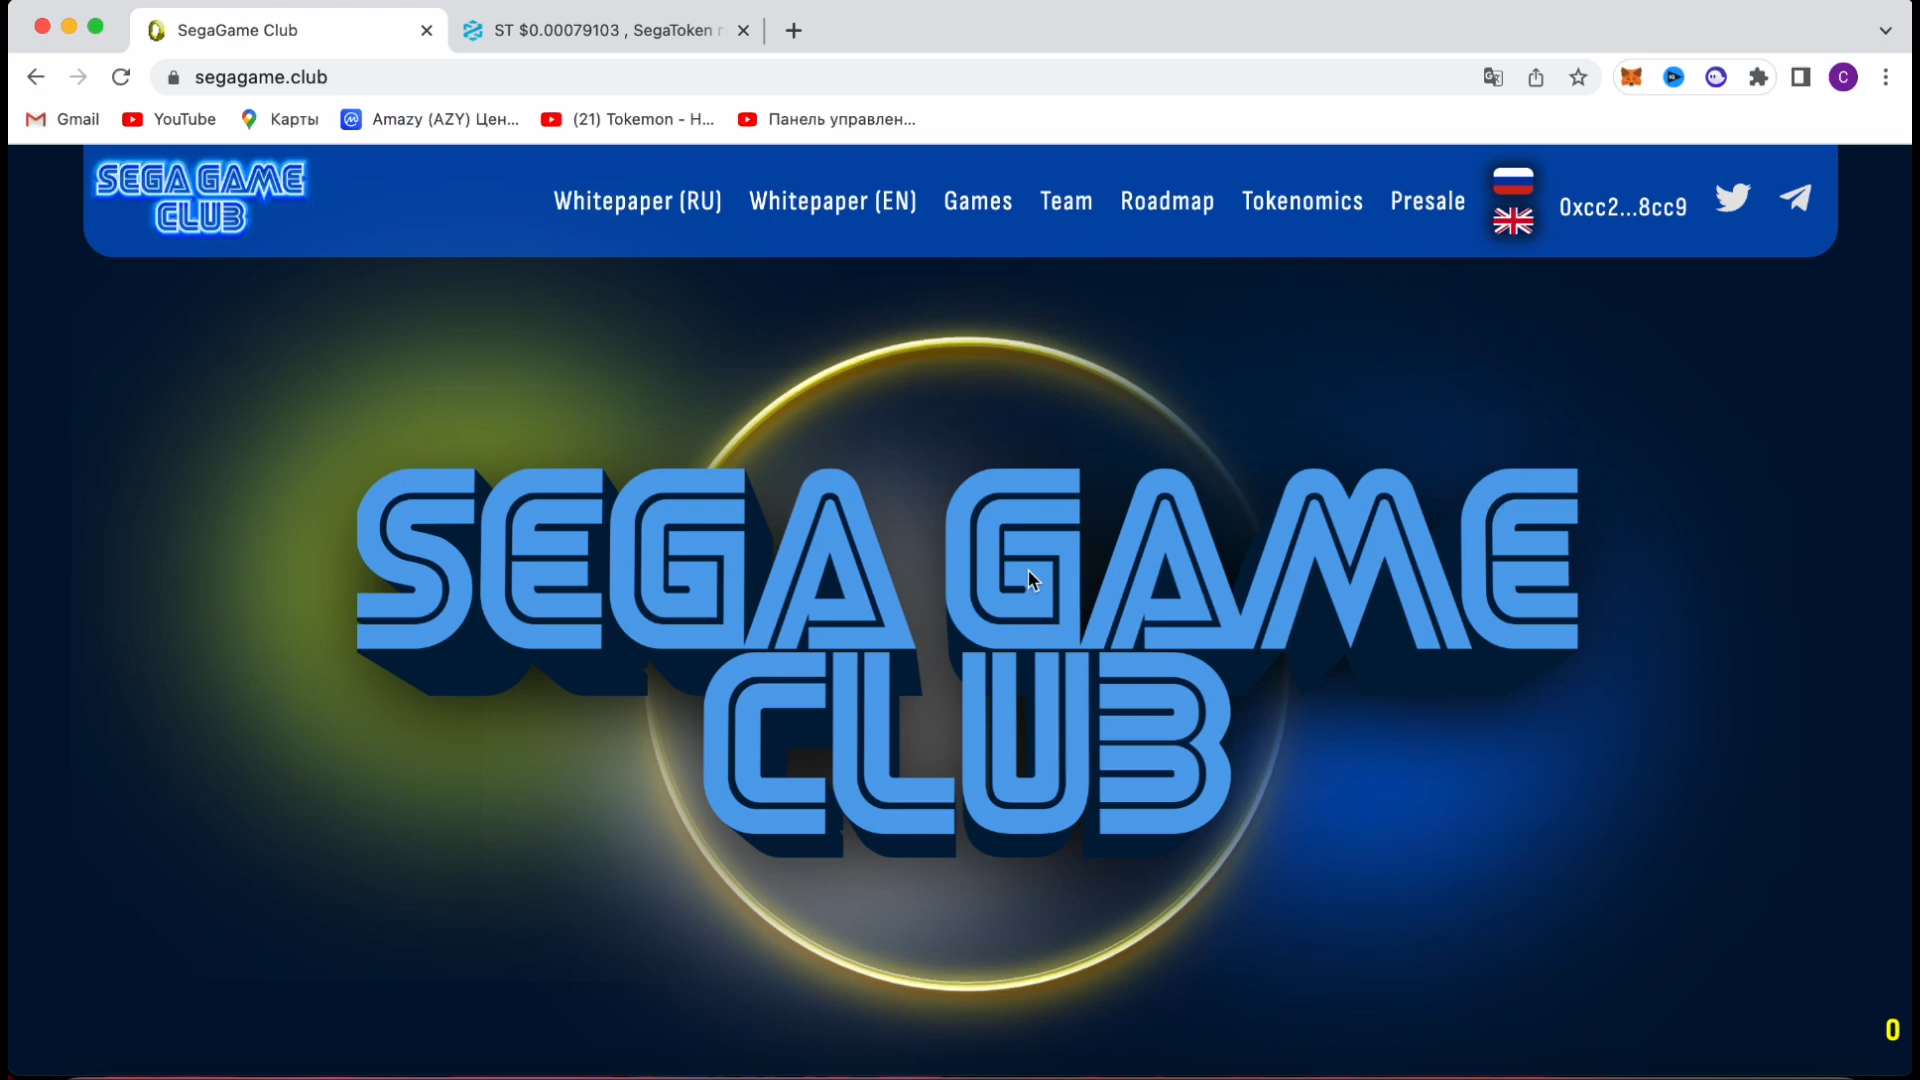 SegaGame Club
ST $0.00079103 , SegaToken
segagame.club
C
Gmail
YouTube
Карты
Amazy (AZY) Цен...
(21) Tokemon - Н...
Панель управлен...
SEGA GAME
CLUB
Whitepaper (RU)
Whitepaper (EN)
Games
Team
Roadmap
Tokenomics
Presale
0xcc2...8cc9
SEGA GAME
CLUB
0